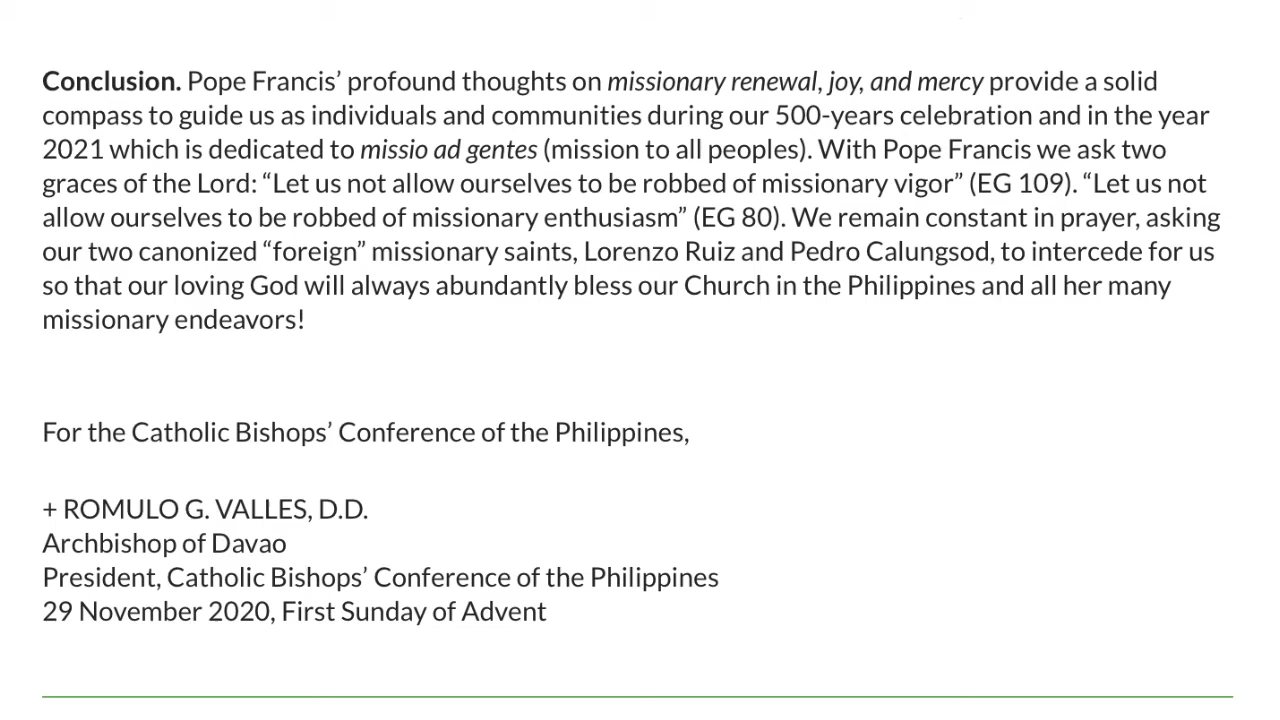 Conclusion. Pope Francis’ profound thoughts on missionary renewal, joy, and mercy provide a solid
compass to guide us as individuals and communities during our 500-years celebration and in the year
2021 which is dedicated to missio ad gentes (mission to all peoples). With Pope Francis we ask two
graces of the Lord: “Let us not allow ourselves to be robbed of missionary vigor” (EG 109). “Let us not
allow ourselves to be robbed of missionary enthusiasm” (EG 80). We remain constant in prayer, asking
our two canonized “foreign” missionary saints, Lorenzo Ruiz and Pedro Calungsod, to intercede for us
so that our loving God will always abundantly bless our Church in the Philippines and all her many
missionary endeavors!
For the Catholic Bishops’ Conference of the Philippines,
+ ROMULO G. VALLES, D.D.
Archbishop of Davao
President, Catholic Bishops’ Conference of the Philippines
29 November 2020, First Sunday of Advent